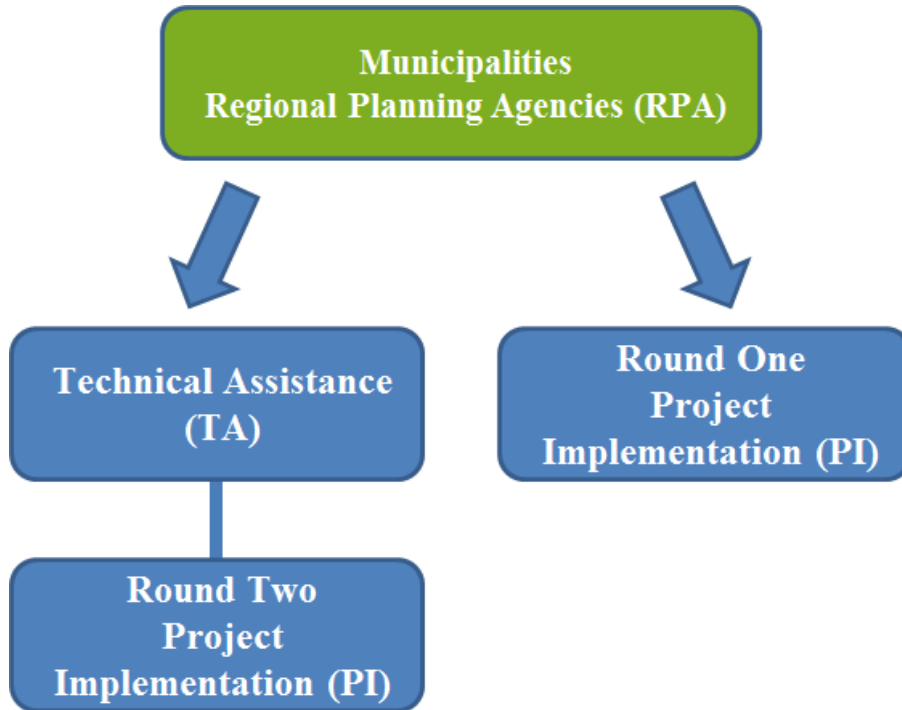 Municipalities
Regional Planning Agencies (RPA)
Technical Assistance
(TA)
Round One
Project
Implementation (PI)
Round Two
Project
Implementation (PI)